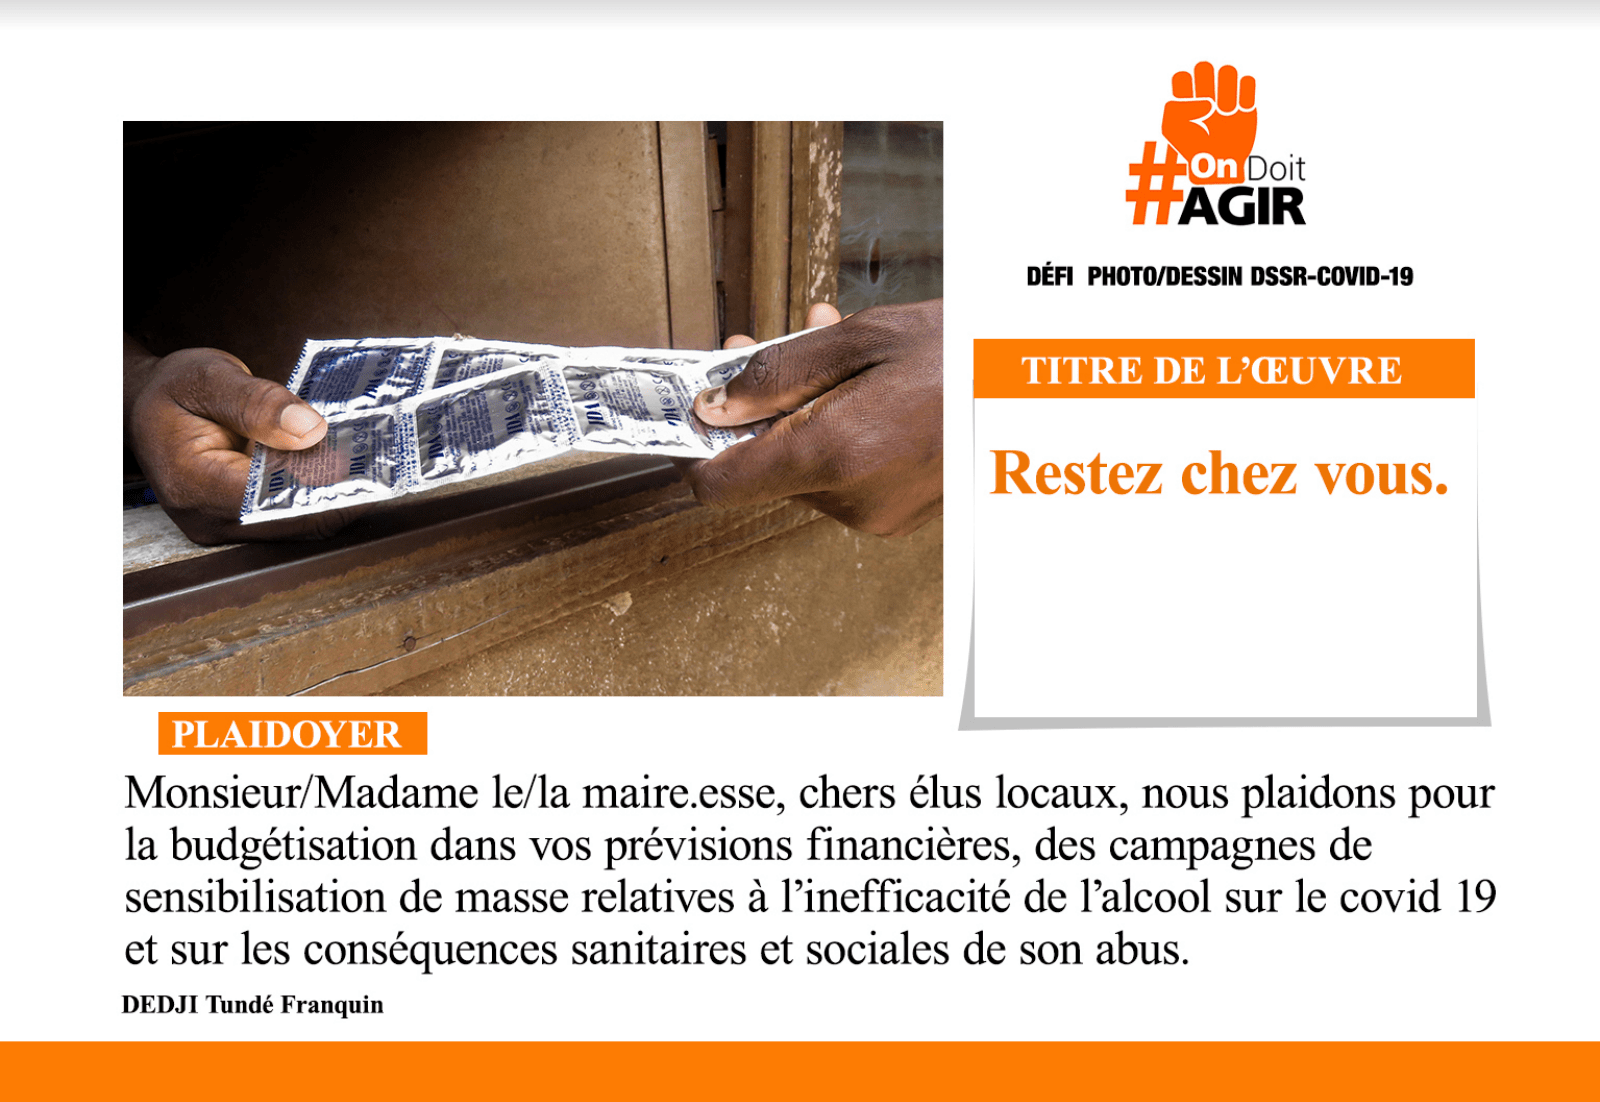 #On Doit
AGIR
DÉFI PHOTO/DESSIN DSSR-COVID-19
TITRE DE L'ŒUVRE
Restez chez vous.
PLAIDOYER
Monsieur/Madame le/la maire.esse, chers élus locaux, nous plaidons pour
la budgétisation dans vos prévisions financières, des campagnes de
sensibilisation de masse relatives à l'inefficacité de l'alcool sur le covid 19
et sur les conséquences sanitaires et sociales de son abus.
DEDJI Tundé Franquin